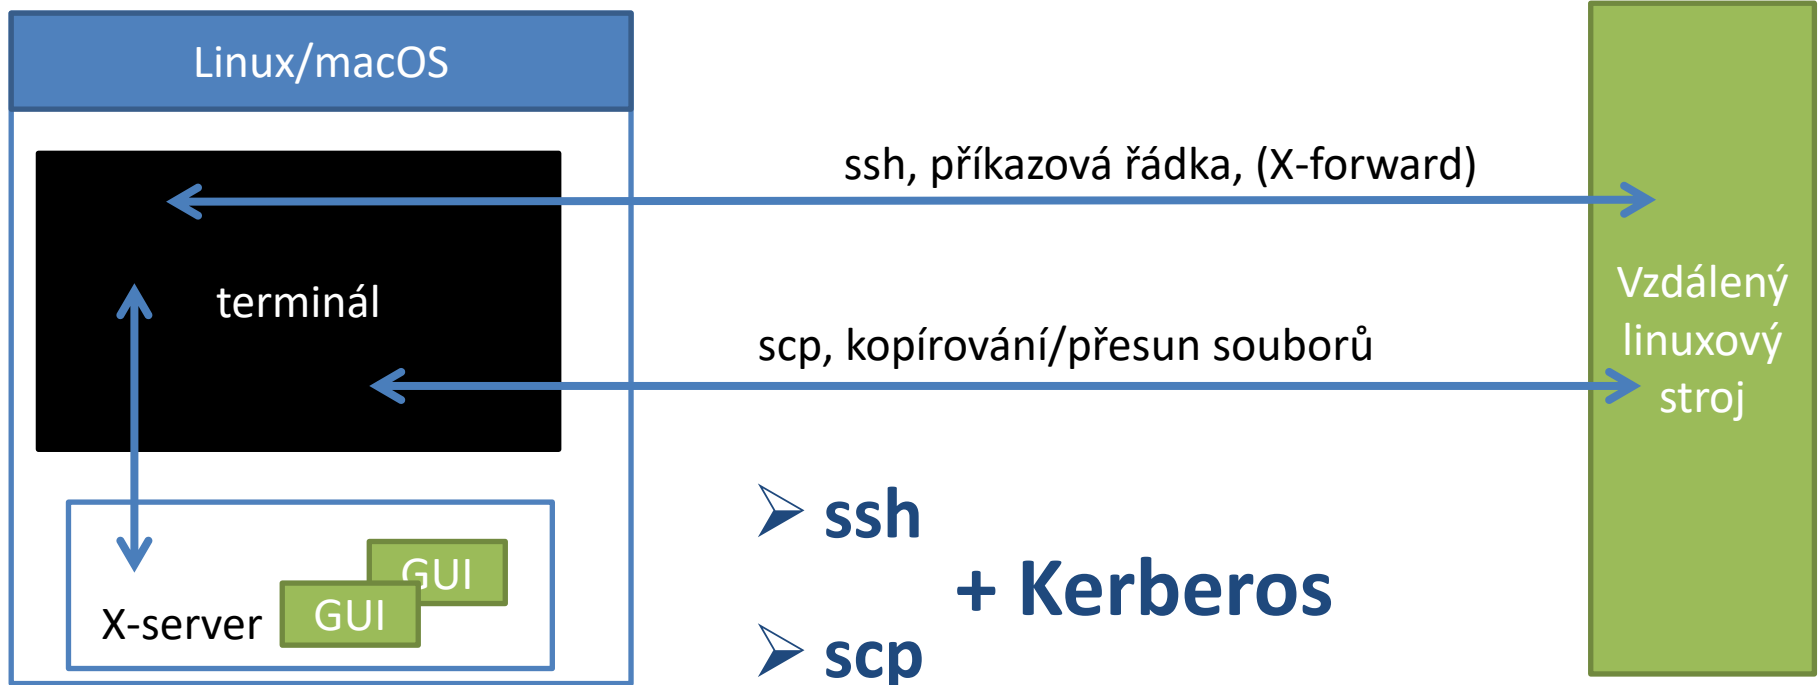 Linux/macOS
terminál
X-server
GUI
GUI
ssh, příkazová řádka, (X-forward)
scp, kopírování/přesun souborů
ssh
+ Kerberos
scp
Vzdálený
linuxový
stroj